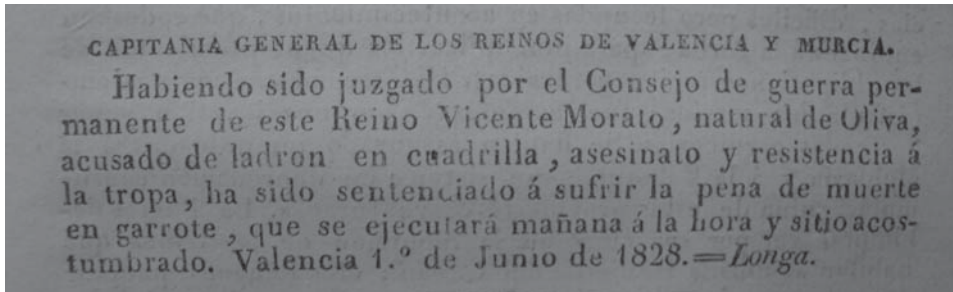 CAPITANIA GENERAL DE LOS REINOS DE VALENCIA Y MURCIA.
Habiendo sido juzgado por el Consejo de guerra per-
manente de este Reino Vicente Morato, natural de Oliva,
acusado de ladron en cuadrilla, asesinato y resistencia á
la tropa, ha sido sentenciado á sufrir la pena de muerte
en garrote, que se ejecutará mañana á la hora y sitio acos-
tumbrado. Valencia 1.º de Junio de 1828.=Longa.